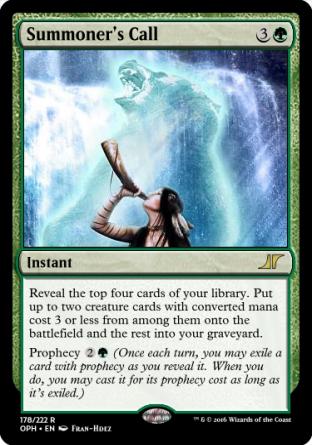 Summoner's Call 3
Instant
Reveal the top four cards of your library. Put
up to two creature cards with converted mana
cost 3 or less from among them onto the
battlefield and the rest into your graveyard.
Prophecy 2 (Once each turn, you may exile a
card with prophecy as you reveal it. When you
do, you may cast it for its prophecy cost as long as
it's exiled.)
178/222 R
OPH • EN Fran-Hdez
™ & © 2016 Wizards of the Coast